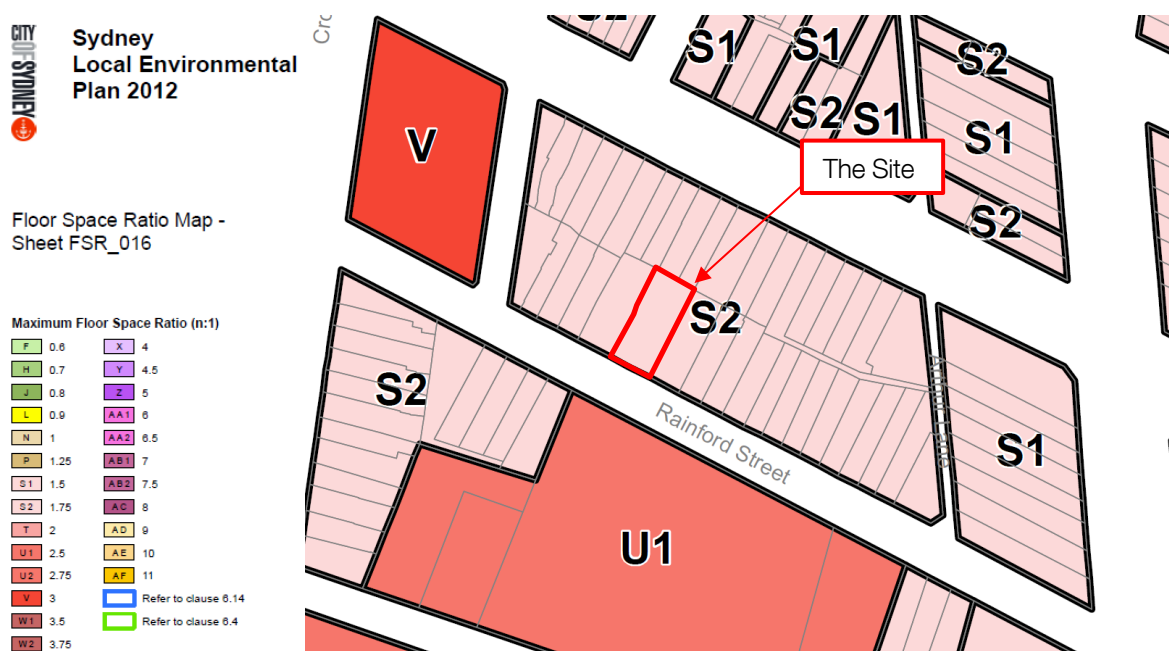 CITY OF SYDNEY
Sydney
Local Environmental
Plan 2012
Floor Space Ratio Map -
Sheet FSR_016
Maximum Floor Space Ratio (n:1)
F 0.6
H 0.7
J 0.8
L 0.9
N 1
P 1.25
S1 1.5
S2 1.75
T 2
U1 2.5
U2 2.75
V 3
W1 3.5
W2 3.75
X 4
Y 4.5
Z 5
AA1 6
AA2 6.5
AB1 7
AB2 7.5
AC 8
AD 9
AE 10
AF 11
Refer to clause 6.14
Refer to clause 6.4
Cro
S2
S1
S1
S2
S2
S1
S1
V
The Site
S2
S2
S2
Rainford Street
S1
U1